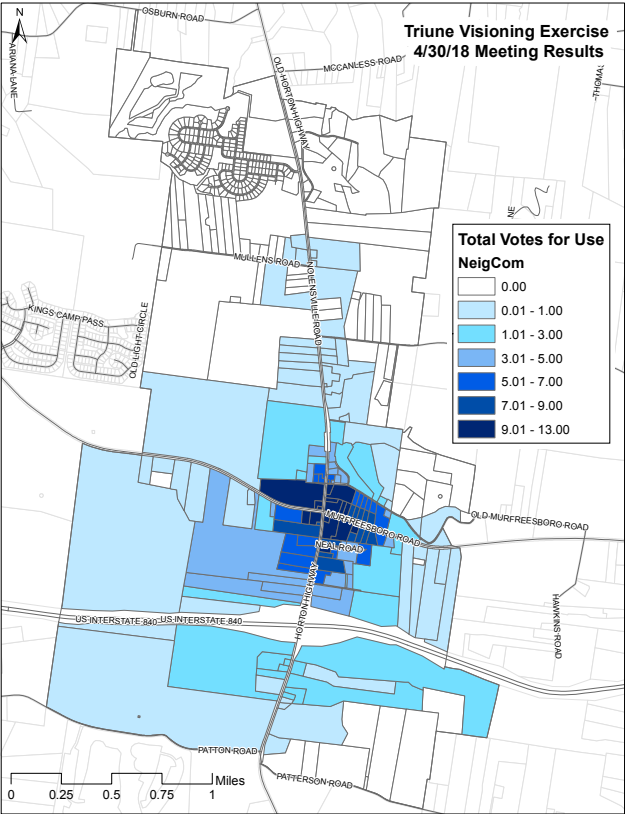 OSBURN ROAD
N
ARIANA LANE
Triune Visioning Exercise
4/30/18 Meeting Results
MCCANLESS ROAD
OLD HORTON HIGHWAY
NE
Total Votes for Use
NeigCom
0.00
0.01 - 1.00
1.01 - 3.00
3.01 - 5.00
5.01 - 7.00
7.01 - 9.00
9.01 - 13.00
MULLENS ROAD
NOLENSVILLE ROAD
KINGS CAMP PASS
OLD LIGHT CIRCLE
OLD MURFREESBORO ROAD
MURFREESBORO ROAD
NEAL ROAD
HORTON HIGHWAY
US INTERSTATE 840 US INTERSTATE 840
HAWKINS ROAD
PATTON ROAD
PATTERSON ROAD
0 0.25 0.5 0.75 1 Miles